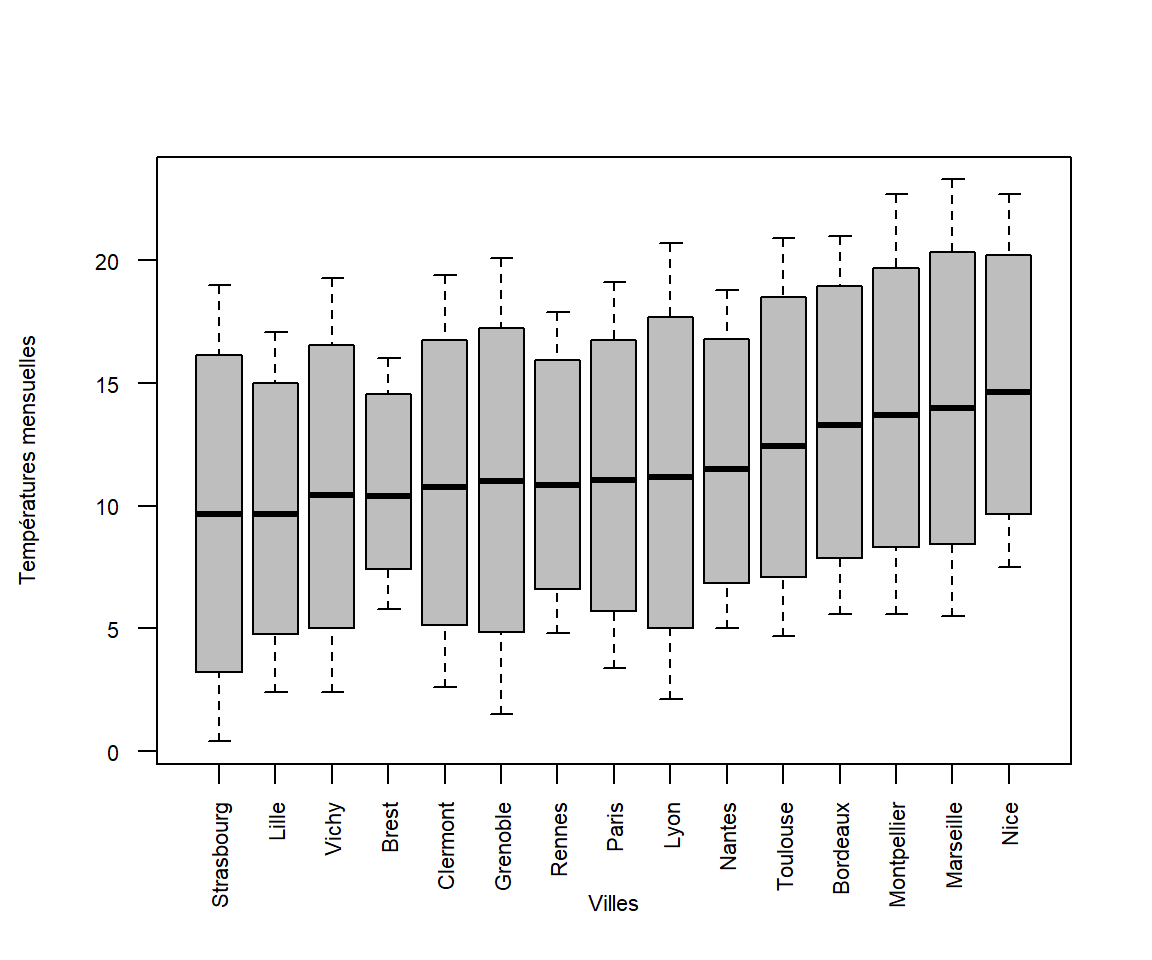 Températures mensuelles
20
15
10
5
0
Strasbourg
Lille
Vichy
Brest
Clermont
Grenoble
Rennes
Paris
Lyon
Nantes
Toulouse
Bordeaux
Montpellier
Marseille
Nice
Villes